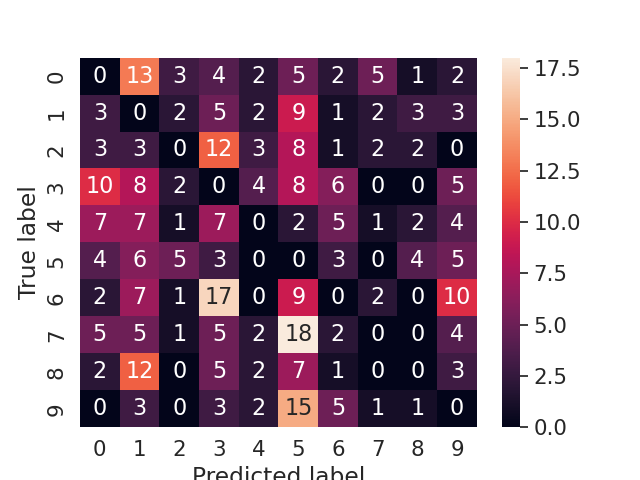 0 0 13 3 4 2 5 2 5 1 2
1 3 0 2 5 2 9 1 2 3 3
2 3 3 0 12 3 8 1 2 2 0
3 10 8 2 0 4 8 6 0 0 5
4 7 7 1 7 0 2 5 1 2 4
5 4 6 5 3 0 0 3 0 4 5
6 2 7 1 17 0 9 0 2 0 10
7 5 5 1 5 2 18 2 0 0 4
8 2 12 0 5 2 7 1 0 0 3
9 0 3 0 3 2 15 5 1 1 0
0 1 2 3 4 5 6 7 8 9
Predicted label
True label
17.5
15.0
12.5
10.0
7.5
5.0
2.5
0.0